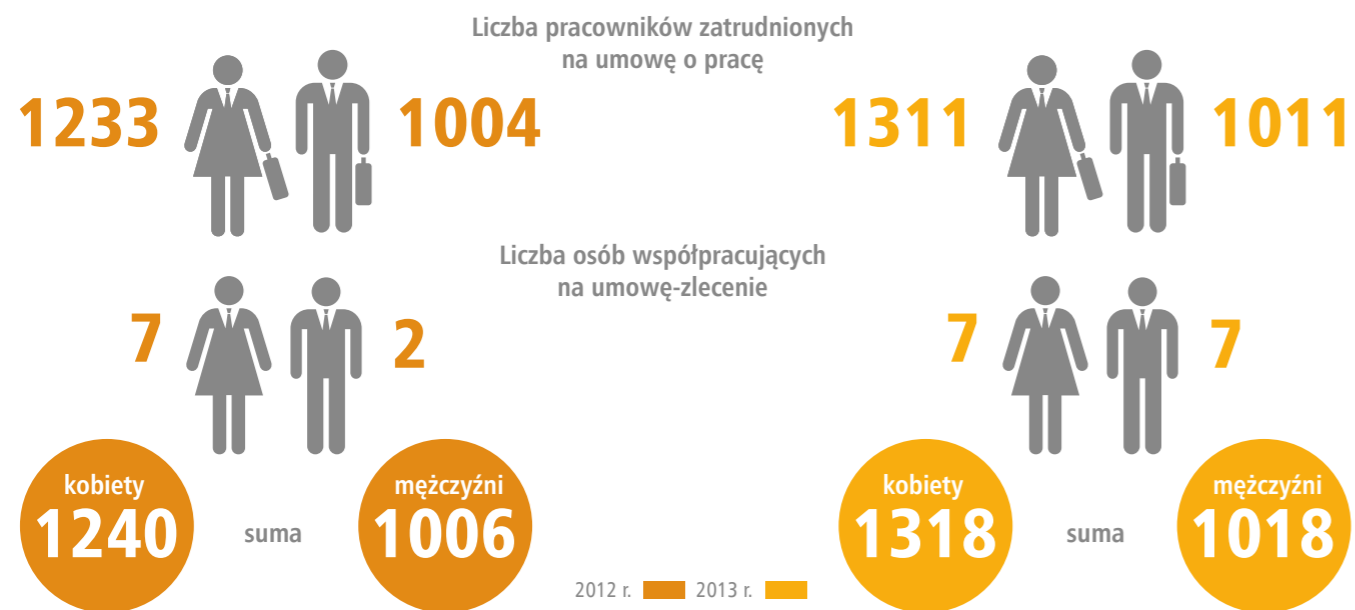 Liczba pracowników zatrudnionych
na umowę o pracę
1233 1004 1311 1011
Liczba osób współpracujących
na umowę-zlecenie
7 2 7 7
kobiety mężczyźni kobiety mężczyźni
1240 suma 1006 1318 suma 1018
2012 r. 2013 r.